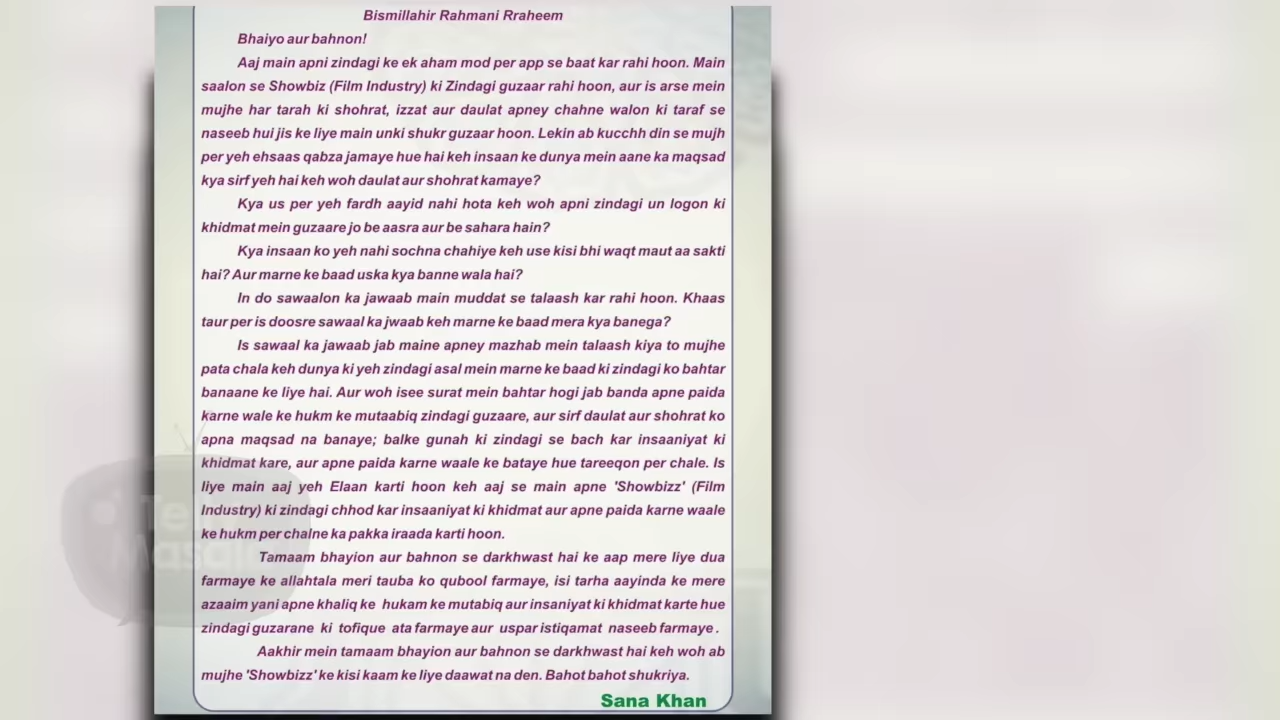 Bismillahir Rahmani Rraheem
Bhaiyo aur bahnon!
Aaj main apni zindagi ke ek aham mod per app se baat kar rahi hoon. Main
saalon se Showbiz (Film Industry) ki Zindagi guzaar rahi hoon, aur is arse mein
mujhe har tarah ki shohrat, izzat aur daulat apney chahne walon ki taraf se
naseeb hui jis ke liye main unki shukr guzaar hoon. Lekin ab kucchh din se mujh
per yeh ehsaas qabza jamaye hue hai keh insaan ke dunya mein aane ka maqsad
kya sirf yeh hai keh woh daulat aur shohrat kamaye?
Kya us per yeh fardh aayid nahi hota keh woh apni zindagi un logon ki
khidmat mein guzaare jo be aasra aur be sahara hain?
Kya insaan ko yeh nahi sochna chahiye keh use kisi bhi waqt maut aa sakti
hai? Aur marne ke baad uska kya banne wala hai?
In do sawaalon ka jawaab main muddat se talaash kar rahi hoon. Khaas
taur per is doosre sawaal ka jwaab keh marne ke baad mera kya banega?
Is sawaal ka jawaab jab maine apney mazhab mein talaash kiya to mujhe
pata chala keh dunya ki yeh zindagi asal mein marne ke baad ki zindagi ko bahtar
banaane ke liye hai. Aur woh isee surat mein bahtar hogi jab banda apne paida
karne wale ke hukm ke mutaabiq zindagi guzaare, aur sirf daulat aur shohrat ko
apna maqsad na banaye; balke gunah ki zindagi se bach kar insaaniyat ki
khidmat kare, aur apne paida karne waale ke bataye hue tareeqon per chale. Is
liye main aaj yeh Elaan karti hoon keh aaj se main apne 'Showbizz' (Film
Industry) ki zindagi chhod kar insaaniyat ki khidmat aur apne paida karne waale
ke hukm per chalne ka pakka iraada karti hoon.
Tamaam bhayion aur bahnon se darkhwast hai ke aap mere liye dua
farmaye ke allahtala meri tauba ko qubool farmaye, isi tarha aayinda ke mere
azaaim yani apne khaliq ke hukam ke mutabiq aur insaniyat ki khidmat karte hue
zindagi guzarane ki tofique ata farmaye aur uspar istiqamat naseeb farmaye .
Aakhir mein tamaam bhayion aur bahnon se darkhwast hai keh woh ab
mujhe 'Showbizz' ke kisi kaam ke liye daawat na den. Bahot bahot shukriya.
Sana Khan
Telly
Masala